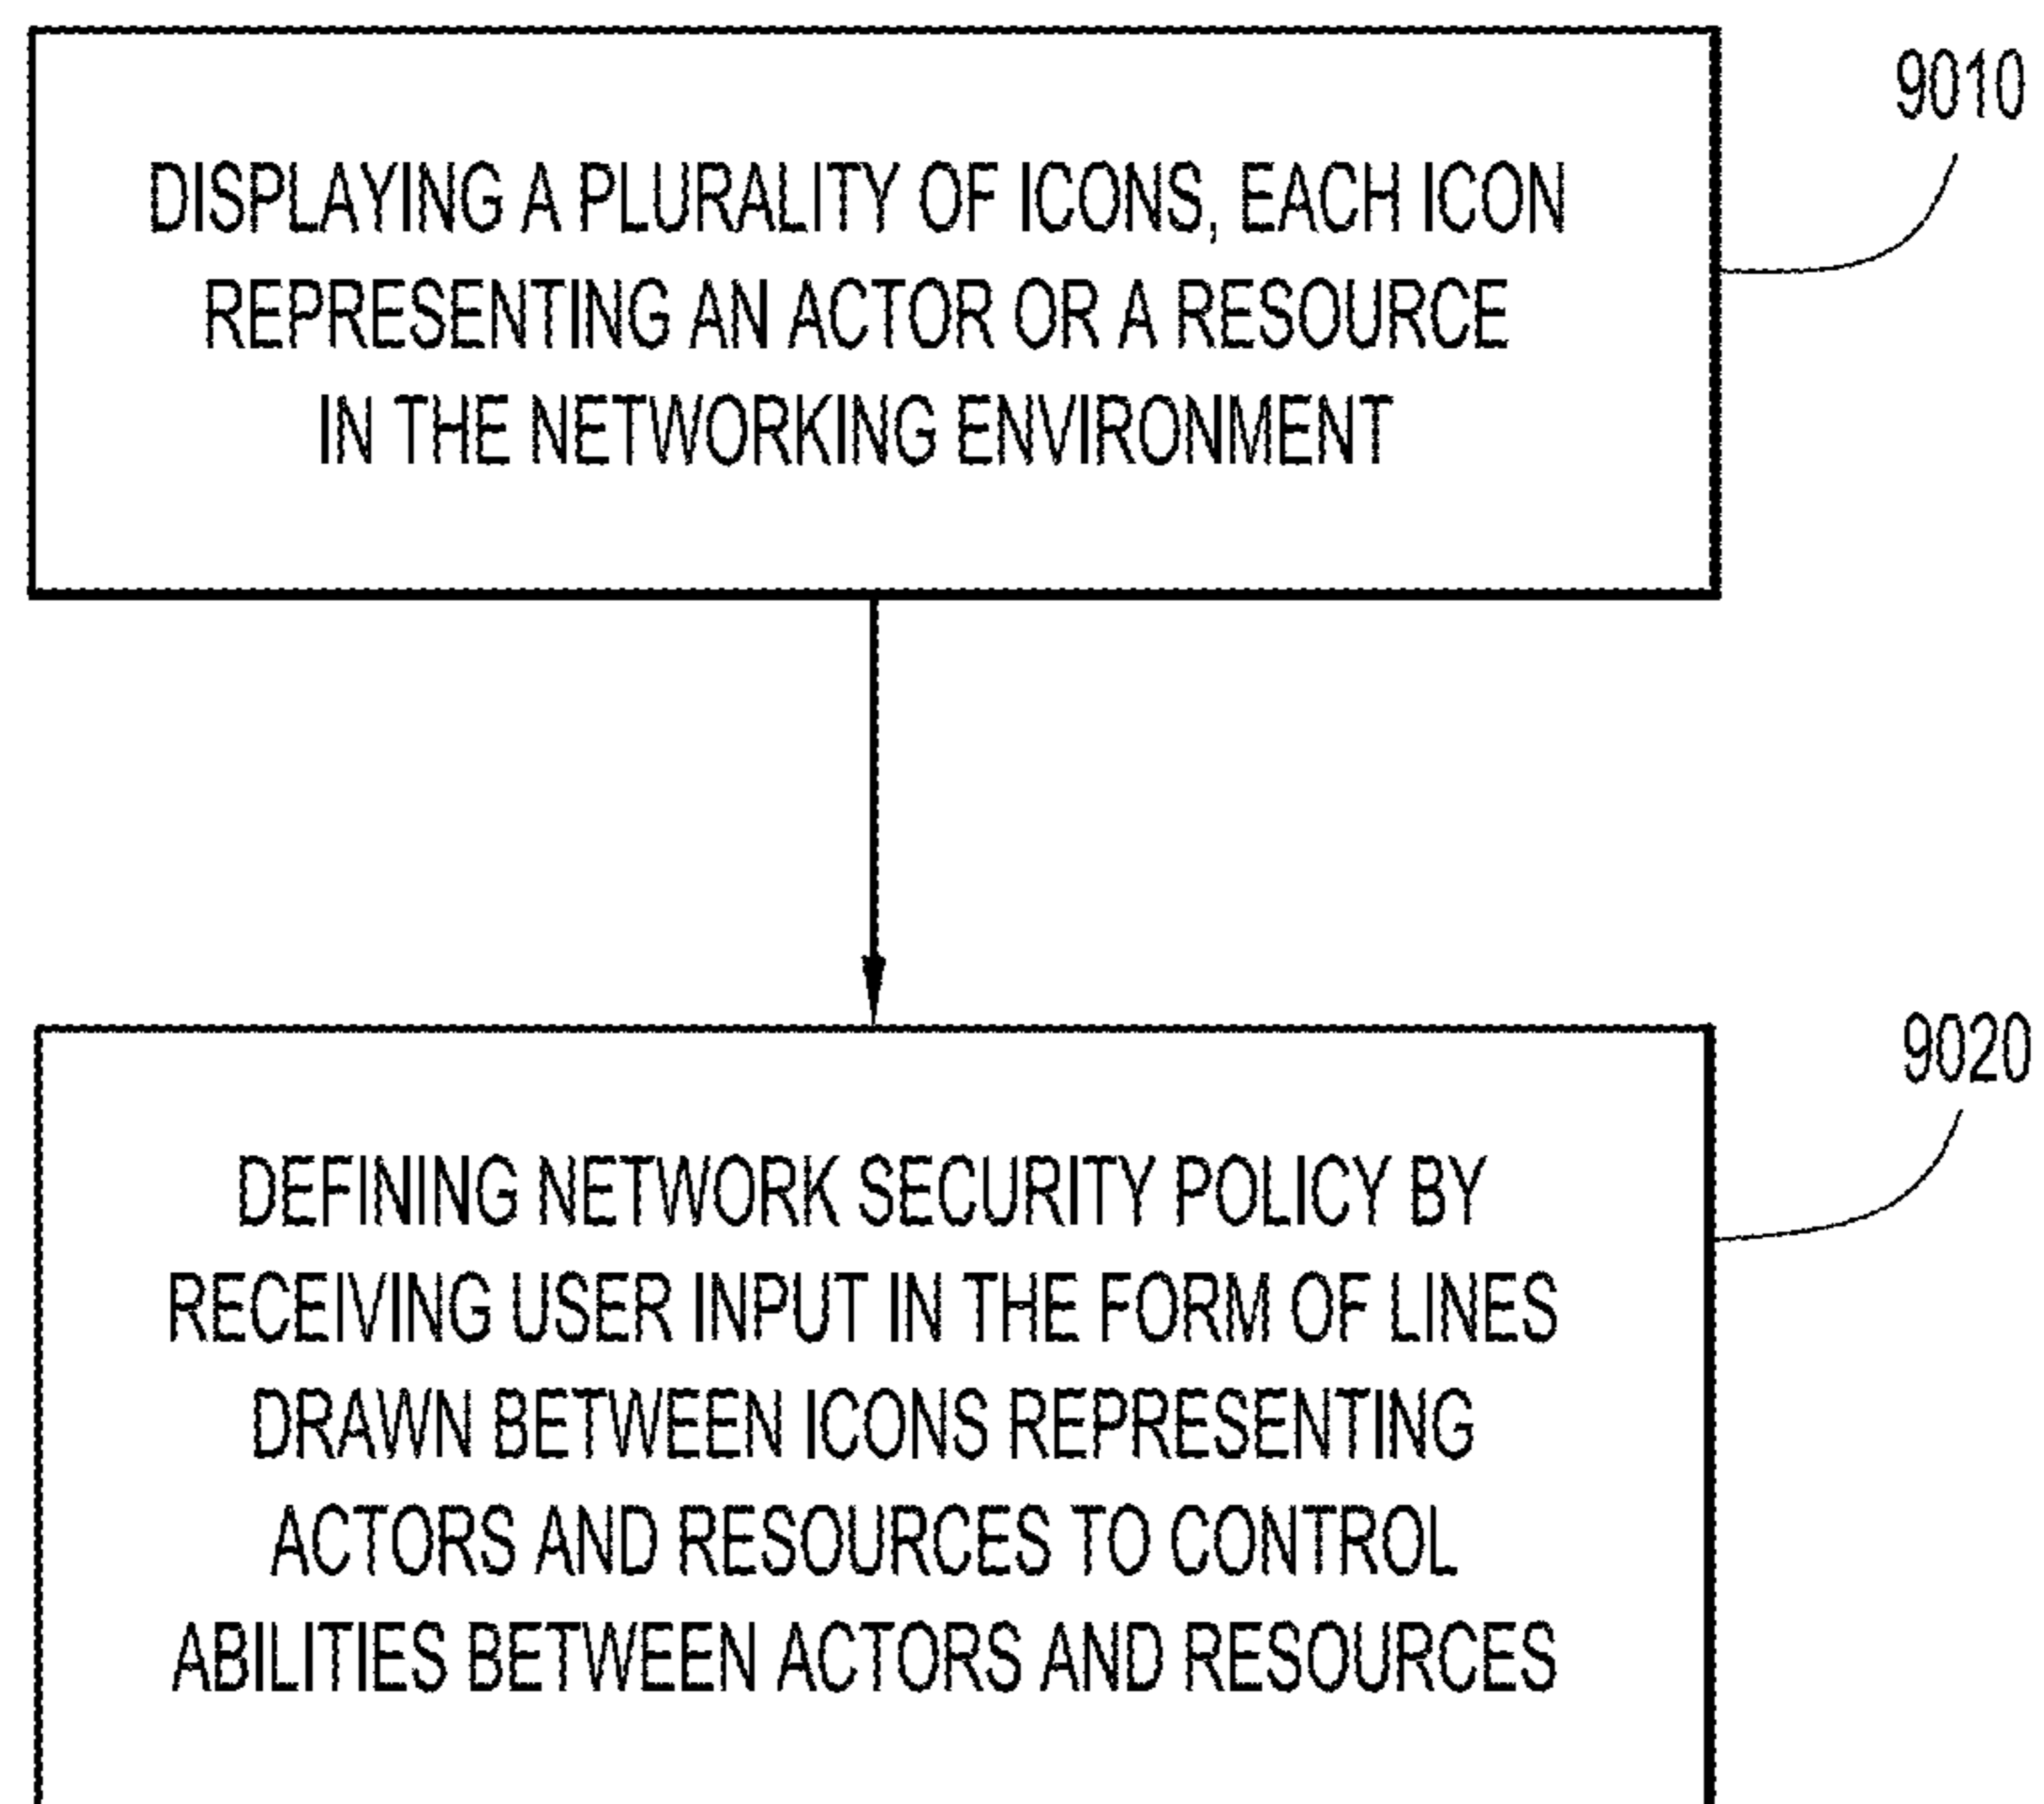 9010
DISPLAYING A PLURALITY OF ICONS, EACH ICON
REPRESENTING AN ACTOR OR A RESOURCE
IN THE NETWORKING ENVIRONMENT
9020
DEFINING NETWORK SECURITY POLICY BY
RECEIVING USER INPUT IN THE FORM OF LINES
DRAWN BETWEEN ICONS REPRESENTING
ACTORS AND RESOURCES TO CONTROL
ABILITIES BETWEEN ACTORS AND RESOURCES